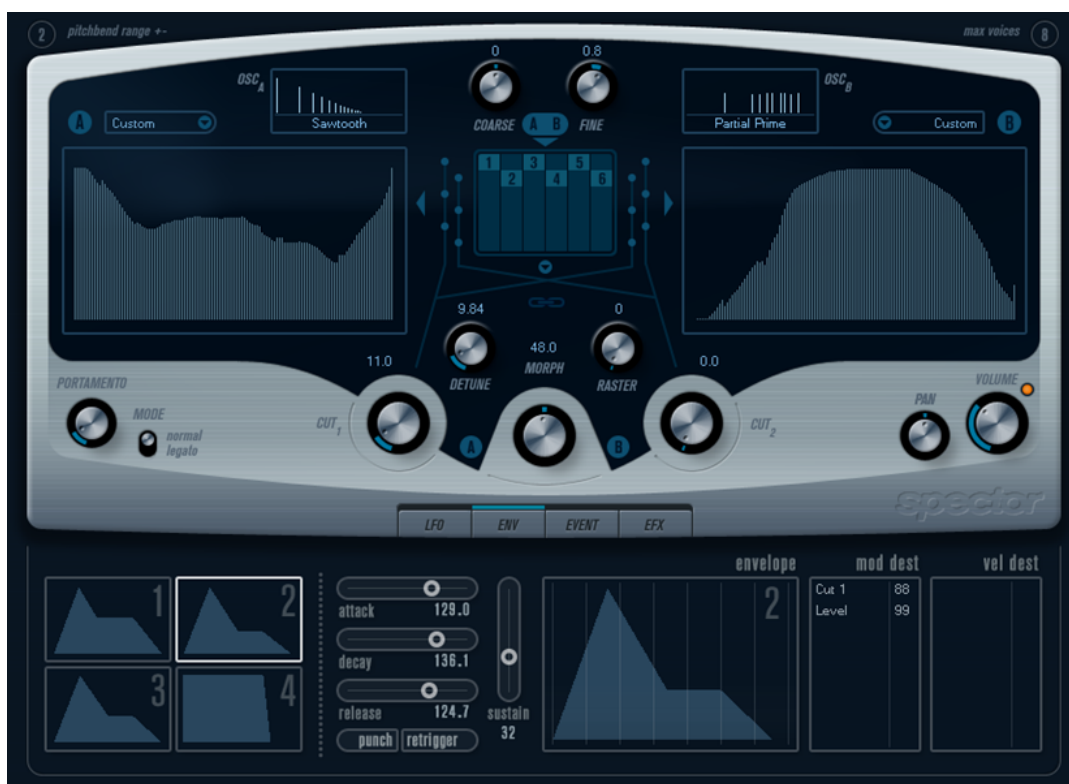 2 pitchbend range +-
max voices 8
0
0.8
OSC A
Sawtooth
COARSE A B FINE
Partial Prime
OSC B
A Custom
Custom B
1 2 3 4 5 6
9.84
0
11.0
48.0
0.0
DETUNE
MORPH
RASTER
PORTAMENTO
MODE
normal
legato
CUT 1
A
B
CUT 2
PAN
VOLUME
spector
LFO ENV EVENT EFX
envelope
mod dest
vel dest
1
2
3
4
attack 129.0
decay 136.1
release 124.7
punch retrigger
sustain
32
2
Cut 1 88
Level 99